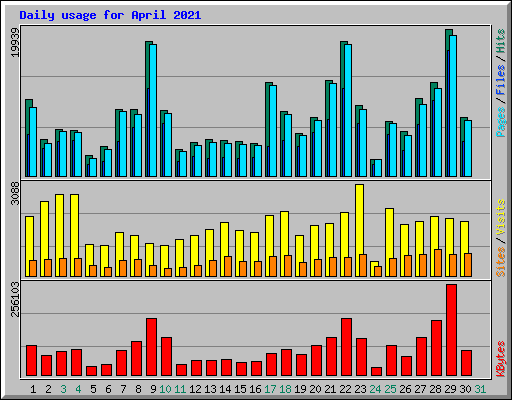 Daily usage for April 2021
19939
3088
256103
Pages / Files / Hits
Sites / Visits
KBytes
1 2 3 4 5 6 7 8 9 10 11 12 13 14 15 16 17 18 19 20 21 22 23 24 25 26 27 28 29 30 31